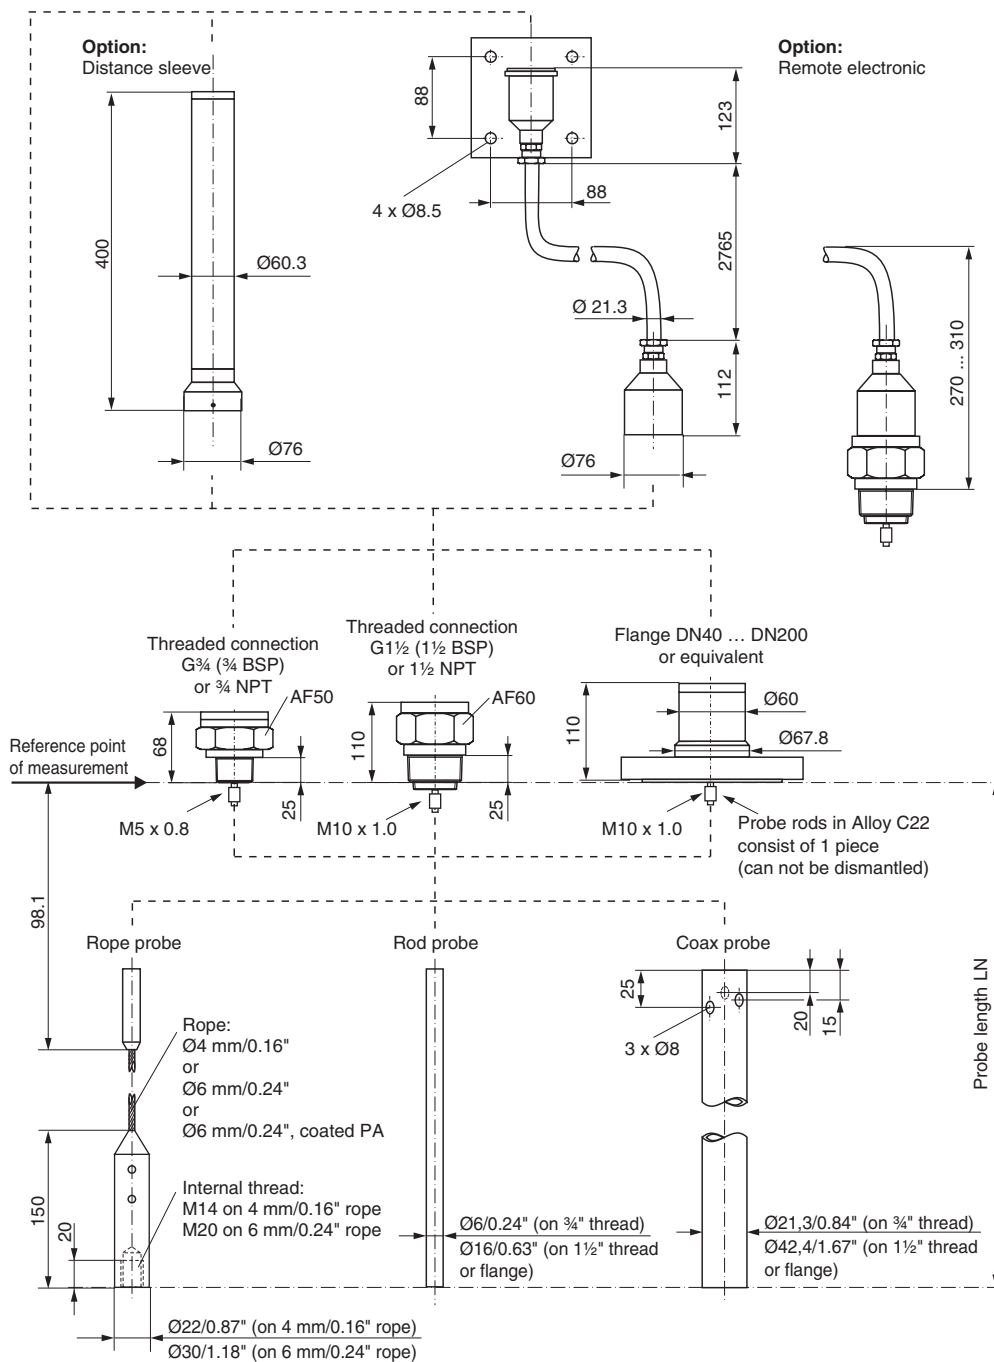 Option:
Distance sleeve
400
Ø60.3
Ø76
88
4 x Ø8.5
88
Ø 21.3
Ø76
123
2765
112
Option:
Remote electronic
270 ... 310
Threaded connection
G¾ (¾ BSP)
or ¾ NPT
AF50
68
25
M5 x 0.8
Threaded connection
G1½ (1½ BSP)
or 1½ NPT
AF60
110
25
M10 x 1.0
Flange DN40 … DN200
or equivalent
110
Ø60
Ø67.8
M10 x 1.0
Probe rods in Alloy C22
consist of 1 piece
(can not be dismantled)
Reference point
of measurement
98.1
Rope probe
Rope:
Ø4 mm/0.16"
or
Ø6 mm/0.24"
or
Ø6 mm/0.24", coated PA
150
20
Internal thread:
M14 on 4 mm/0.16" rope
M20 on 6 mm/0.24" rope
Ø22/0.87" (on 4 mm/0.16" rope)
Ø30/1.18" (on 6 mm/0.24" rope)
Rod probe
Ø6/0.24" (on ¾" thread)
Ø16/0.63" (on 1½" thread
or flange)
Coax probe
25
3 x Ø8
20
15
Ø21,3/0.84" (on ¾" thread)
Ø42,4/1.67" (on 1½" thread
or flange)
Probe length LN